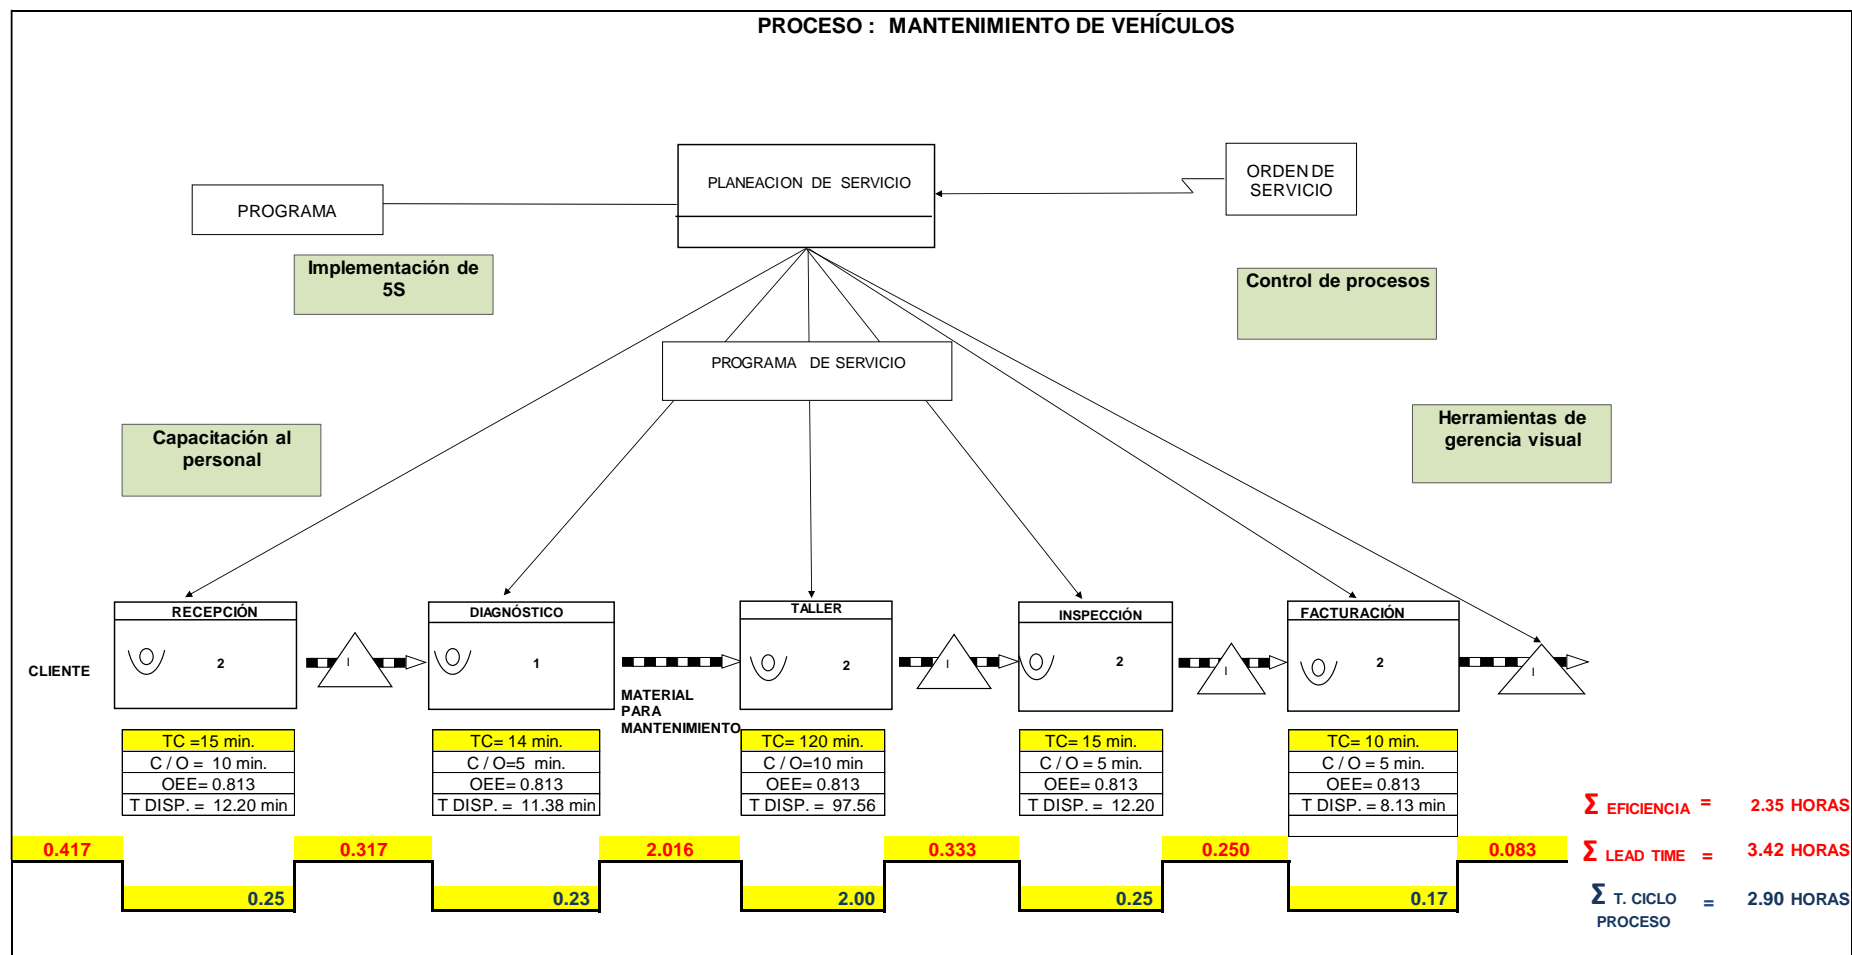 PROCESO : MANTENIMIENTO DE VEHÍCULOS
PLANEACION DE SERVICIO
ORDEN DE
SERVICIO
PROGRAMA
Implementación de
5S
Control de procesos
PROGRAMA DE SERVICIO
Capacitación al
personal
Herramientas de
gerencia visual
CLIENTE
RECEPCIÓN
2
I
DIAGNÓSTICO
1
MATERIAL
PARA
MANTENIMIENTO
TALLER
2
I
INSPECCIÓN
2
I
FACTURACIÓN
2
I
TC =15 min.
C / O = 10 min.
OEE= 0.813
T DISP. = 12.20 min
TC= 14 min.
C / O=5 min.
OEE= 0.813
T DISP. = 11.38 min
TC= 120 min.
C / O=10 min
OEE= 0.813
T DISP. = 97.56
TC= 15 min.
C / O = 5 min.
OEE= 0.813
T DISP. = 12.20
TC= 10 min.
C / O = 5 min.
OEE= 0.813
T DISP. = 8.13 min
Σ EFICIENCIA = 2.35 HORAS
0.417 0.317 2.016 0.333 0.250 0.083
Σ LEAD TIME = 3.42 HORAS
0.25 0.23 2.00 0.25 0.17
Σ T. CICLO = 2.90 HORAS
PROCESO